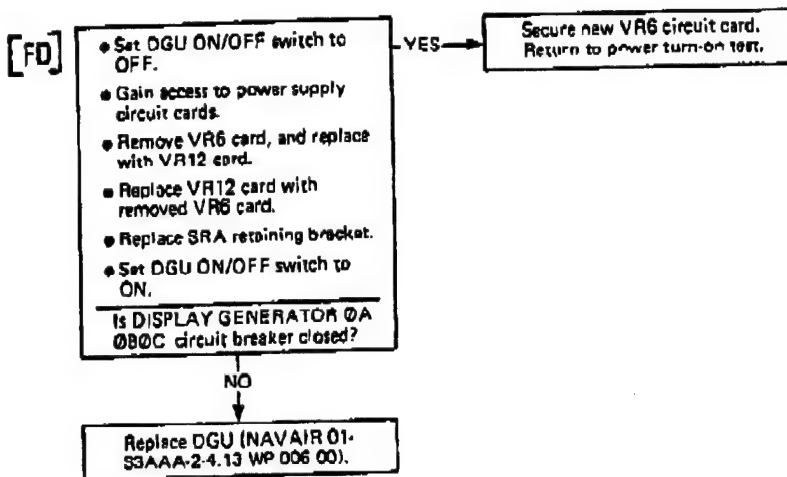 [FD]
• Set DGU ON/OFF switch to
OFF.
• Gain access to power supply
circuit cards.
• Remove VR6 card, and replace
with VR12 card.
• Replace VR12 card with
removed VR6 card.
• Replace SRA retaining bracket.
• Set DGU ON/OFF switch to
ON.
Is DISPLAY GENERATOR ØA
ØBØC circuit breaker closed?
YES
Secure new VR6 circuit card.
Return to power turn-on test.
NO
Replace DGU (NAVAIR 01-
S3AAA-2-4.13 WP 006 00).